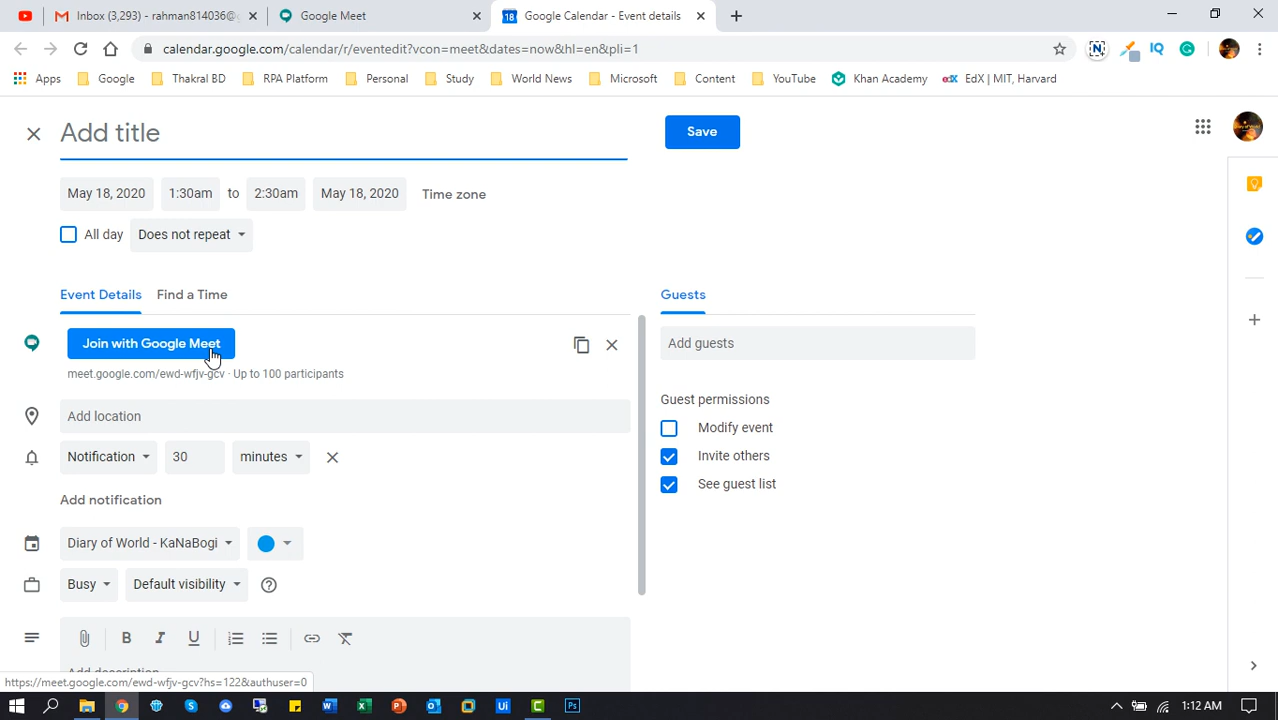 Inbox (3,293) - rahman814036@
Google Meet
Google Calendar - Event details
calendar.google.com/calendar/r/eventedit?vcon=meet&dates=now&hl=en&pli=1
Apps Google Thakral BD RPA Platform Personal Study World News Microsoft Content YouTube Khan Academy edX EdX | MIT, Harvard
Add title
Save
May 18, 2020 1:30am to 2:30am May 18, 2020 Time zone
All day Does not repeat
Event Details Find a Time
Guests
Join with Google Meet
Add guests
meet.google.com/ewd-wfjv-gcv · Up to 100 participants
Guest permissions
Add location
Modify event
Notification 30 minutes
Invite others
See guest list
Add notification
Diary of World - KaNaBogi
Busy Default visibility
B I U
Add description
https://meet.google.com/ewd-wfjv-gcv?hs=122&authuser=0
1:12 AM